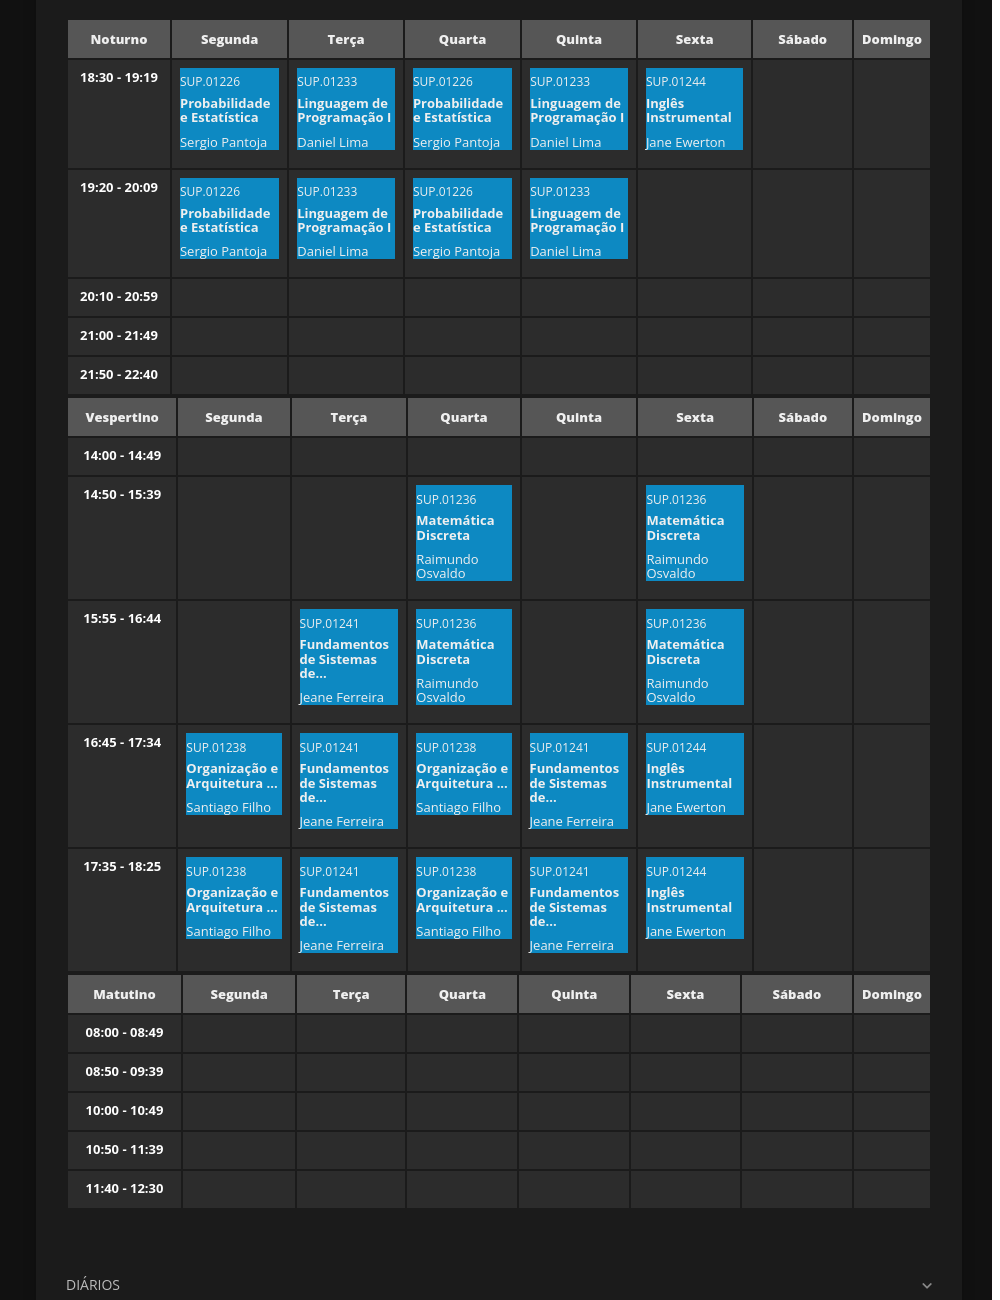 Noturno Segunda Terça Quarta Quinta Sexta Sábado Domingo
18:30 - 19:19 SUP.01226 SUP.01233 SUP.01226 SUP.01233 SUP.01244
Probabilidade Linguagem de Probabilidade Linguagem de Inglês
e Estatística Programação I e Estatística Programação I Instrumental
Sergio Pantoja Daniel Lima Sergio Pantoja Daniel Lima Jane Ewerton
19:20 - 20:09 SUP.01226 SUP.01233 SUP.01226 SUP.01233
Probabilidade Linguagem de Probabilidade Linguagem de
e Estatística Programação I e Estatística Programação I
Sergio Pantoja Daniel Lima Sergio Pantoja Daniel Lima
20:10 - 20:59
21:00 - 21:49
21:50 - 22:40
Vespertino Segunda Terça Quarta Quinta Sexta Sábado Domingo
14:00 - 14:49
14:50 - 15:39 SUP.01236 SUP.01236
Matemática Matemática
Discreta Discreta
Raimundo Raimundo
Osvaldo Osvaldo
15:55 - 16:44 SUP.01241 SUP.01236 SUP.01236
Fundamentos Matemática Matemática
de Sistemas Discreta Discreta
de...
Raimundo Raimundo
Jeane Ferreira Osvaldo Osvaldo
16:45 - 17:34 SUP.01238 SUP.01241 SUP.01238 SUP.01241 SUP.01244
Organização e Fundamentos Organização e Fundamentos Inglês
Arquitetura ... de Sistemas Arquitetura ... de Sistemas Instrumental
de... de...
Santiago Filho Santiago Filho Jane Ewerton
Jeane Ferreira Jeane Ferreira
17:35 - 18:25 SUP.01238 SUP.01241 SUP.01238 SUP.01241 SUP.01244
Organização e Fundamentos Organização e Fundamentos Inglês
Arquitetura ... de Sistemas Arquitetura ... de Sistemas Instrumental
de... de...
Santiago Filho Santiago Filho Jane Ewerton
Jeane Ferreira Jeane Ferreira
Matutino Segunda Terça Quarta Quinta Sexta Sábado Domingo
08:00 - 08:49
08:50 - 09:39
10:00 - 10:49
10:50 - 11:39
11:40 - 12:30
DIÁRIOS